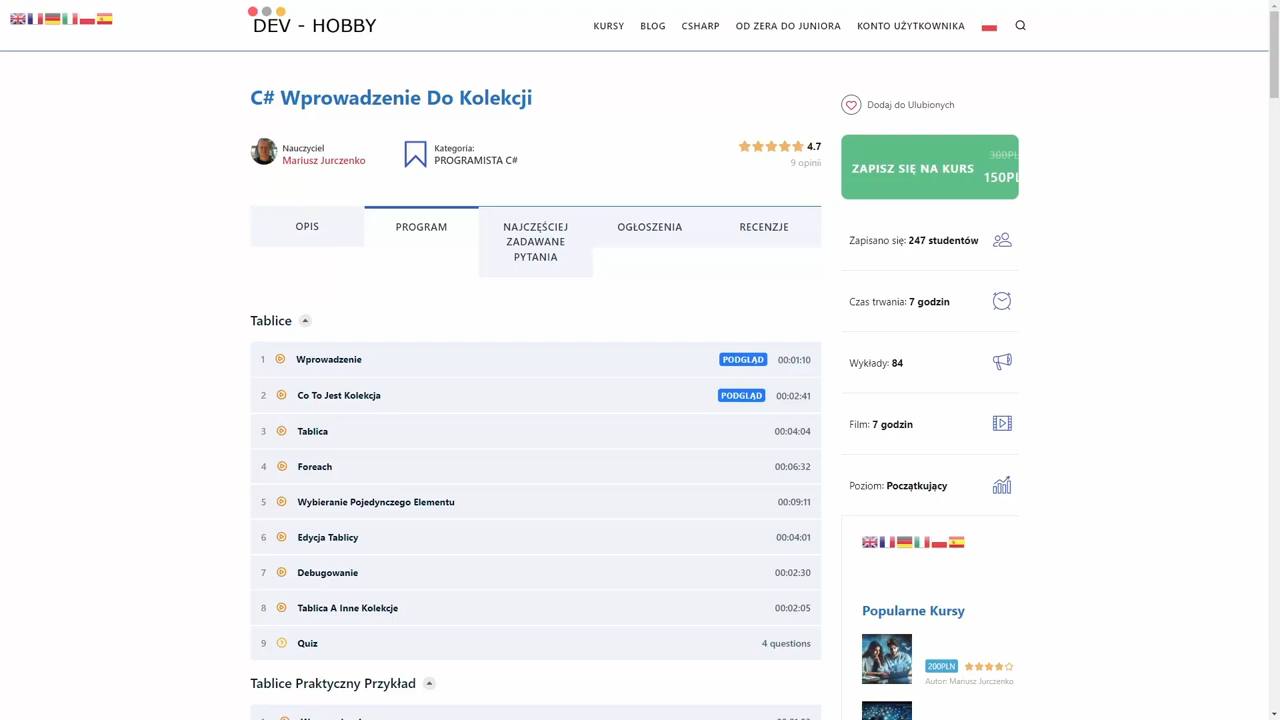 DEV - HOBBY
KURSY
BLOG
CSHARP
OD ZERA DO JUNIORA
KONTO UŻYTKOWNIKA
C# Wprowadzenie Do Kolekcji
Nauczyciel
Mariusz Jurczenko
Kategoria:
PROGRAMISTA C#
4.7
9 opinii
OPIS
PROGRAM
NAJCZĘŚCIEJ
ZADAWANE
PYTANIA
OGŁOSZENIA
RECENZJE
Tablice
1 Wprowadzenie PODGLĄD 00:01:10
2 Co To Jest Kolekcja PODGLĄD 00:02:41
3 Tablica 00:04:04
4 Foreach 00:06:32
5 Wybieranie Pojedynczego Elementu 00:09:11
6 Edycja Tablicy 00:04:01
7 Debugowanie 00:02:30
8 Tablica A Inne Kolekcje 00:02:05
9 Quiz 4 questions
Tablice Praktyczny Przykład
Dodaj do Ulubionych
ZAPISZ SIĘ NA KURS
300PL
150PL
Zapisano się: 247 studentów
Czas trwania: 7 godzin
Wykłady: 84
Film: 7 godzin
Poziom: Początkujący
Popularne Kursy
200PLN
Autor: Mariusz Jurczenko